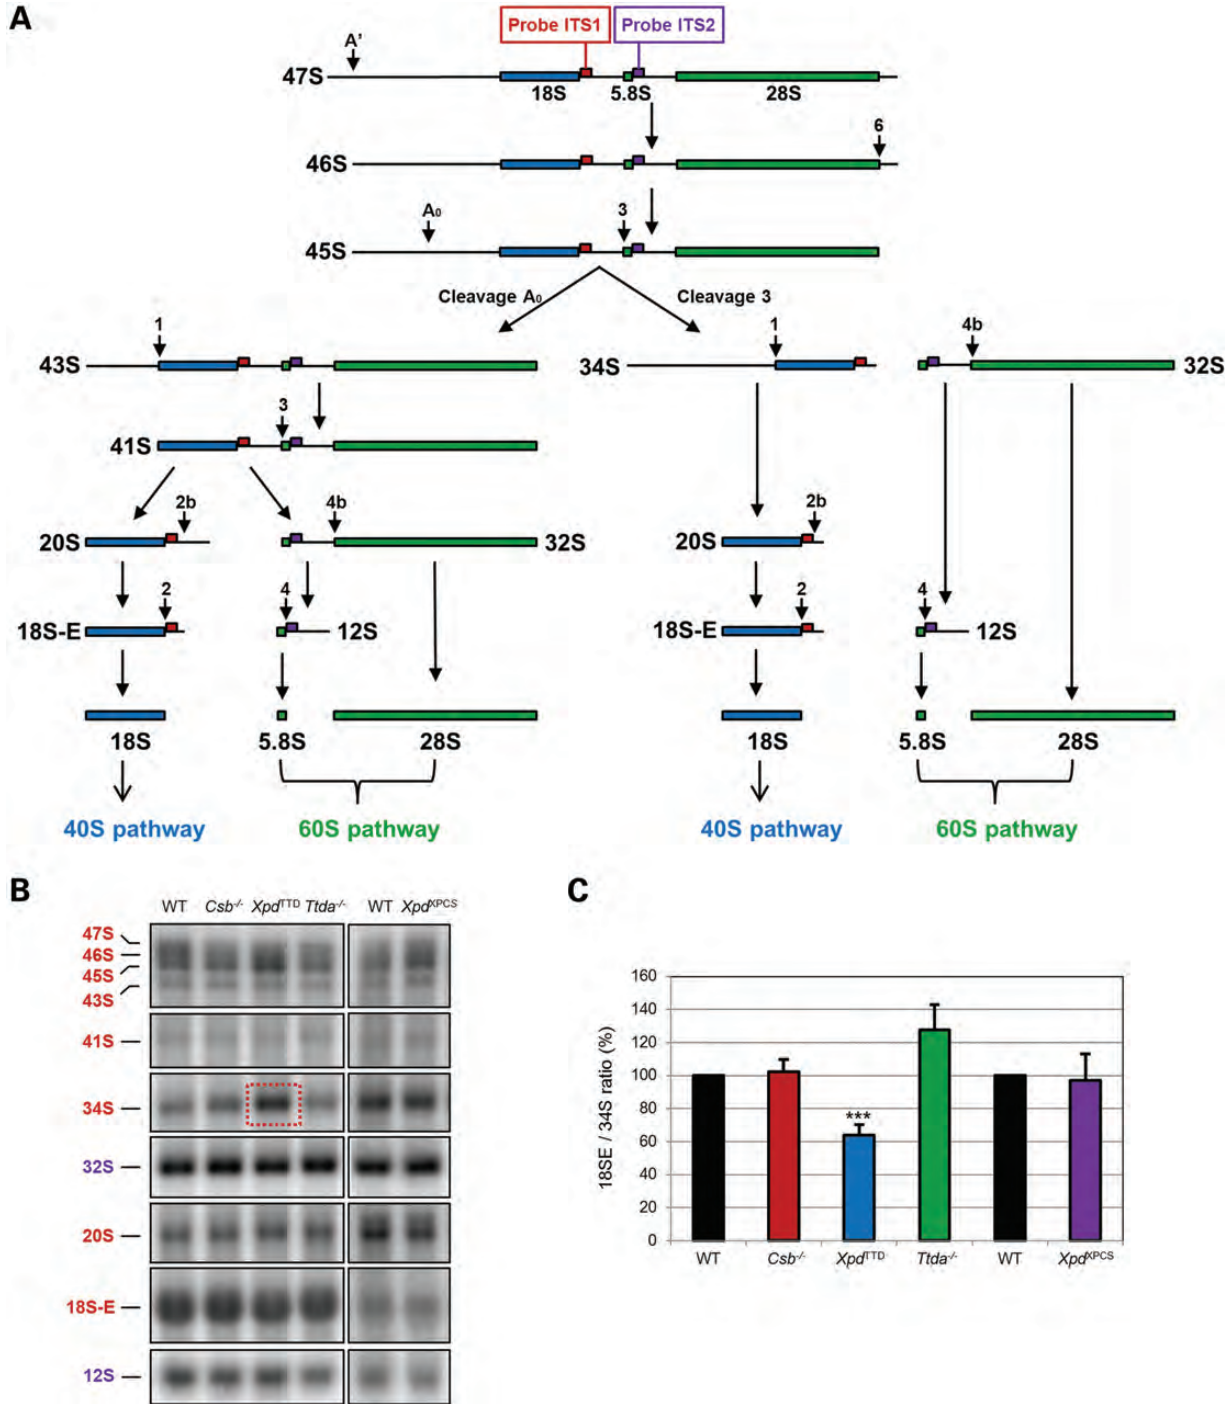 A
Probe ITS1 Probe ITS2
A'
47S
18S 5.8S 28S
6
46S
A₀ 3
45S
Cleavage A₀ Cleavage 3
1 1 4b
43S 34S 32S
3
41S
2b 4b 2b
20S 32S 20S
2 4 2 4
18S-E 12S 18S-E 12S
18S 5.8S 28S 18S 5.8S 28S
40S pathway 60S pathway 40S pathway 60S pathway
B
WT Csb-/- XpdTTD Ttda-/- WT XpdXPCS
47S
46S
45S
43S
41S
34S
32S
20S
18S-E
12S
C
18SE / 34S ratio (%)
160
140
120
100
80
60
40
20
0
***
WT Csb-/- XpdTTD Ttda-/- WT XpdXPCS